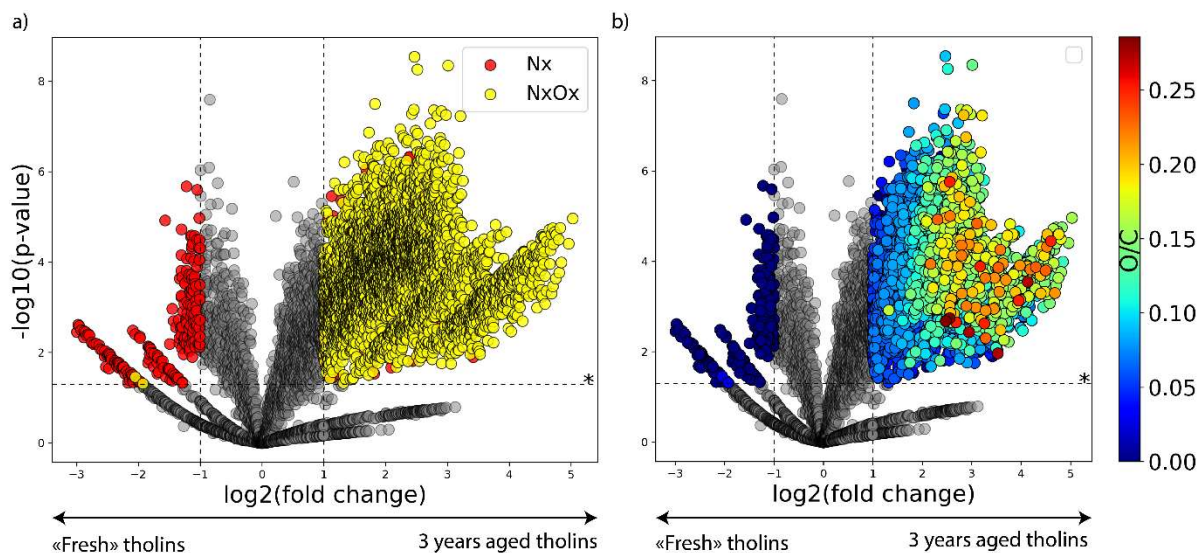 a)
b)
Nx
NxOx
8
6
4
2
0
-log10(p-value)
*
-3 -2 -1 0 1 2 3 4 5
log2(fold change)
«Fresh» tholins
3 years aged tholins
8
6
4
2
0
*
-3 -2 -1 0 1 2 3 4 5
log2(fold change)
«Fresh» tholins
3 years aged tholins
0.25
0.20
0.15
0.10
0.05
0.00
O/C